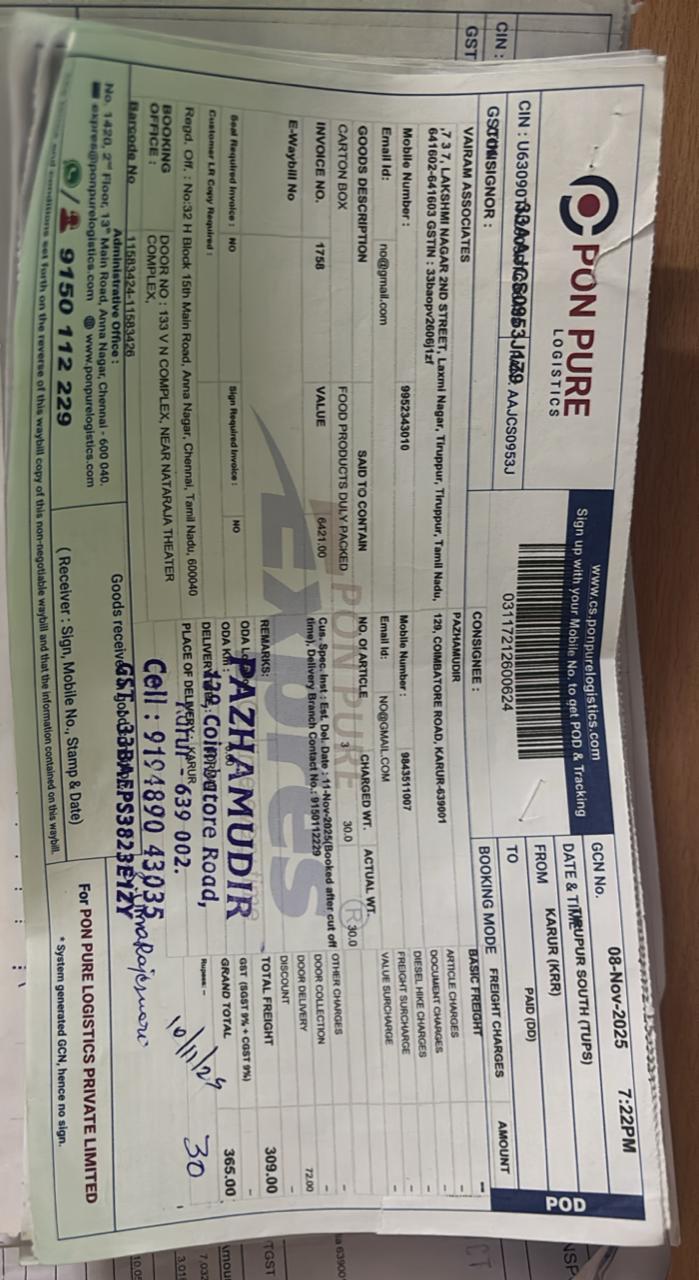 PON PURE
LOGISTICS
www.cs.ponpurelogistics.com
Sign up with your Mobile No. to get POD & Tracking
03117212600624
POD
GCN No.
08-Nov-2025 7:22PM
DATE & TIME
TIRUPUR SOUTH (TUPS)
FROM
KARUR (KRR)
TO
PAID (DD)
BOOKING MODE
CIN :
33AAJCS0953J1Z9
AAJCS0953J
CONSIGNOR :
VAIRAM ASSOCIATES
,7 3 7, LAKSHMI NAGAR 2ND STREET, Laxmi Nagar, Tiruppur, Tiruppur, Tamil Nadu,
641602-641603 GSTIN : 33baopv2606j1zf
Mobile Number : 9952343010
Email Id: no@gmail.com
CONSIGNEE :
PAZHAMUDIR
129, COIMBATORE ROAD, KARUR-639001
Mobile Number : 9843511007
Email Id: NO@GMAIL.COM
GOODS DESCRIPTION SAID TO CONTAIN NO. OF ARTICLE CHARGED WT. ACTUAL WT.
CARTON BOX FOOD PRODUCTS DULY PACKED 3 30.0 30.0
INVOICE NO. 1758 VALUE 6421.00
Cus. Spec. Inst : Est. Del. Date : 11-Nov-2025(Booked after cut off
time), Delivery Branch Contact No.: 9150112229
E-Waybill No
REMARKS:
Seal Required Invoice : NO Sign Required Invoice : NO
Customer LR Copy Required :
ODA KM :
PLACE OF DELIVERY : KARUR
Regd. Off. : No:32 H Block 15th Main Road, Anna Nagar, Chennai, Tamil Nadu, 600040
BOOKING
OFFICE :
DOOR NO : 133 V N COMPLEX, NEAR NATARAJA THEATER
COMPLEX,
Barcode No 11583424-11583426
FREIGHT CHARGES AMOUNT
BASIC FREIGHT --
ARTICLE CHARGES -
DOCUMENT CHARGES -
DIESEL HIKE CHARGES -
FREIGHT SURCHARGE -
VALUE SURCHARGE -
OTHER CHARGES -
DOOR COLLECTION -
DOOR DELIVERY 72.00
DISCOUNT -
TOTAL FREIGHT 309.00
GST (SGST 9% + CGST 9%) -
GRAND TOTAL 365.00
Rupees: --
30
PAZHAMUDIR
129, Coimbatore Road,
Karur - 639 002.
Cell : 9194890 43035
Administrative Office :
No. 1420, 2nd Floor, 13th Main Road, Anna Nagar, Chennai - 600 040.
expres@ponpurelogistics.com www.ponpurelogistics.com
9150 112 229
( Receiver : Sign, Mobile No., Stamp & Date)
For PON PURE LOGISTICS PRIVATE LIMITED
* System generated GCN, hence no sign.
PON PURE
Expres